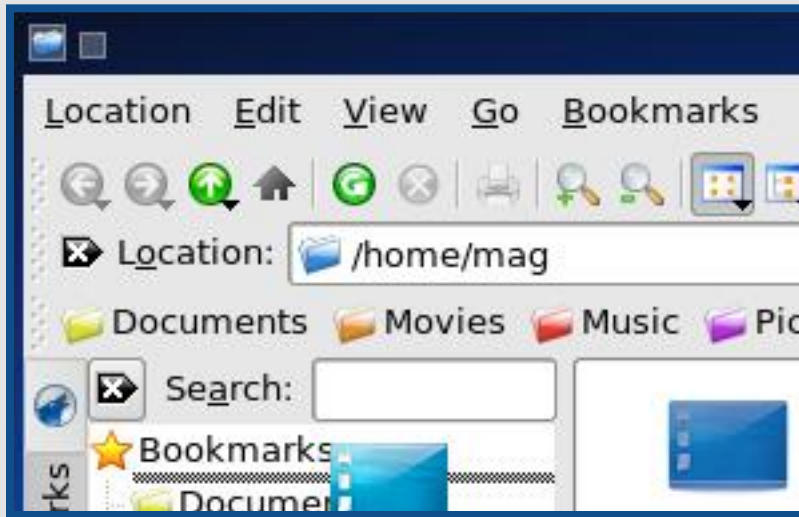 Location Edit View Go Bookmarks
Location: /home/mag
Documents Movies Music
Search:
Bookmarks